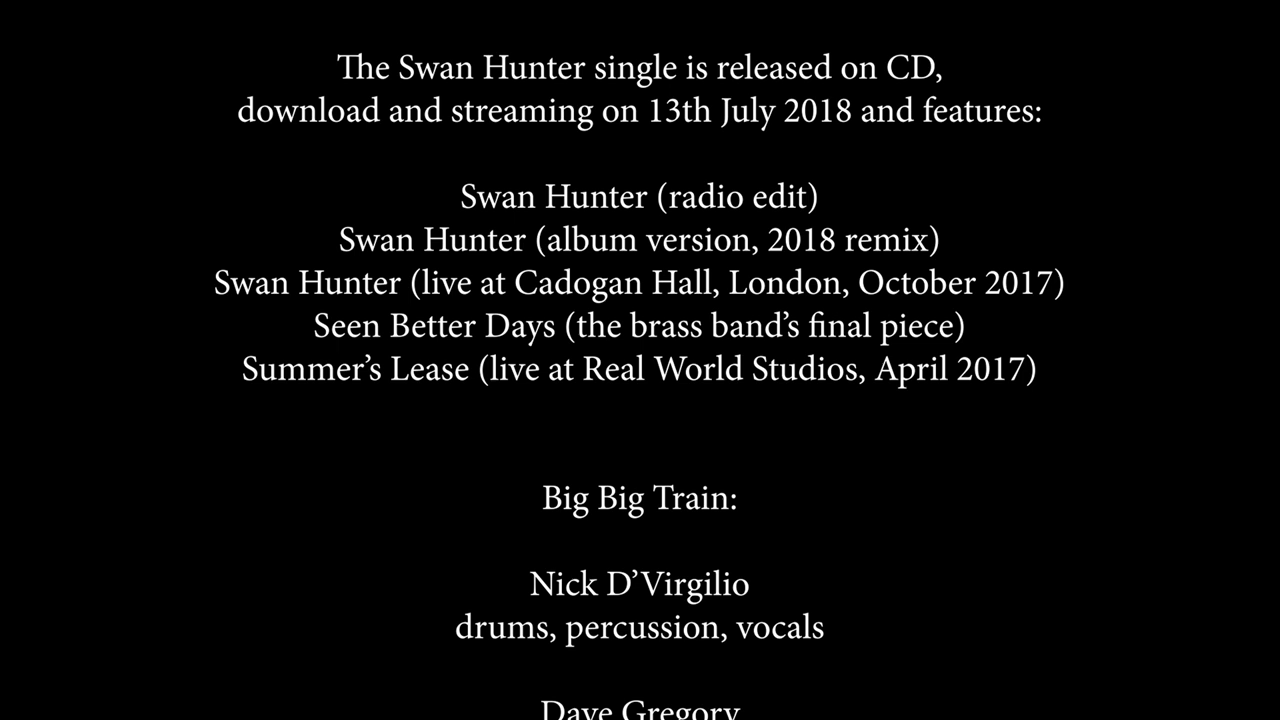 The Swan Hunter single is released on CD,
download and streaming on 13th July 2018 and features:
Swan Hunter (radio edit)
Swan Hunter (album version, 2018 remix)
Swan Hunter (live at Cadogan Hall, London, October 2017)
Seen Better Days (the brass band’s final piece)
Summer’s Lease (live at Real World Studios, April 2017)
Big Big Train:
Nick D’Virgilio
drums, percussion, vocals
Dave Gregory